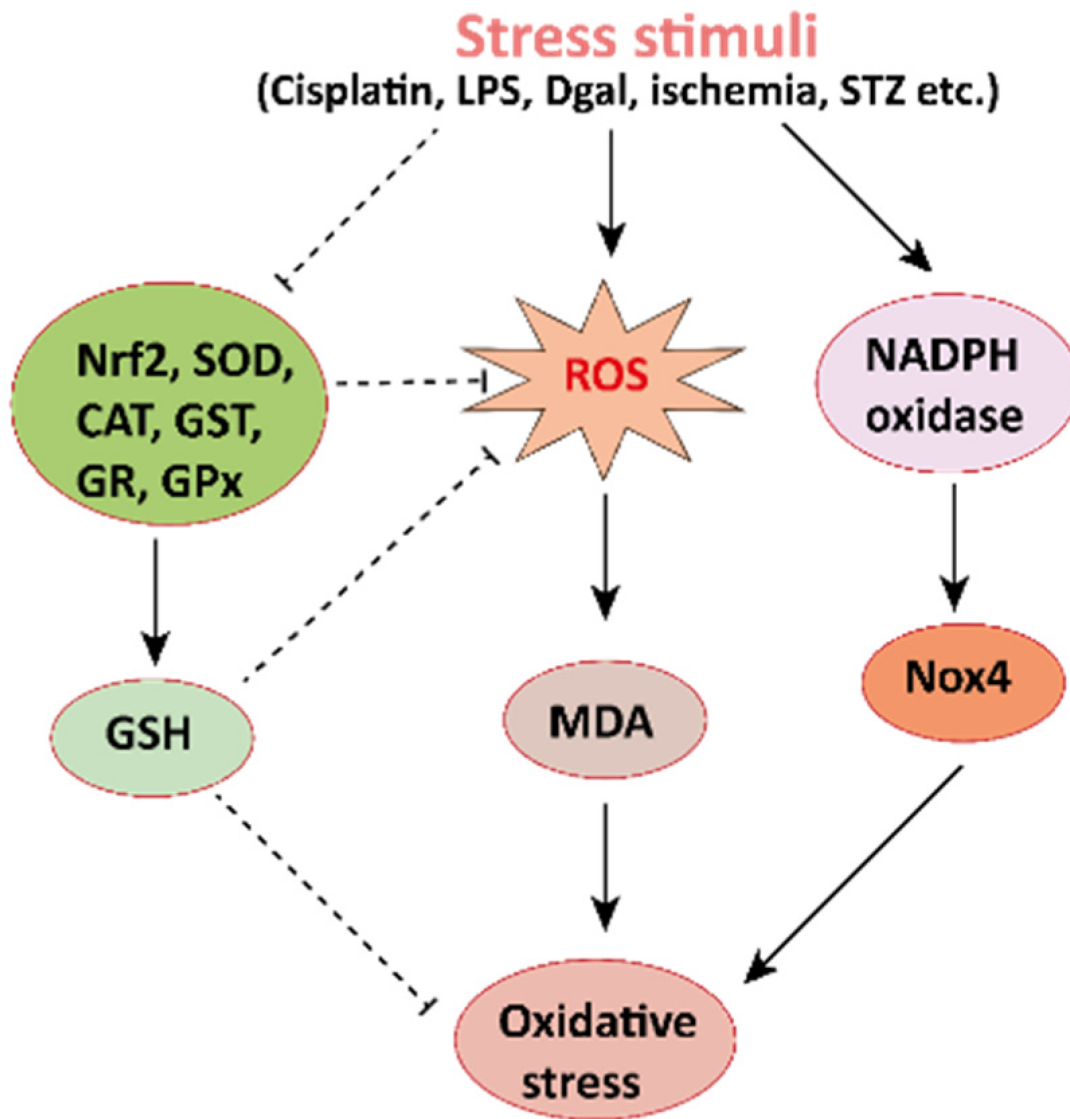 Stress stimuli
(Cisplatin, LPS, Dgal, ischemia, STZ etc.)
Nrf2, SOD,
CAT, GST,
GR, GPx
ROS
NADPH
oxidase
GSH
MDA
Nox4
Oxidative
stress